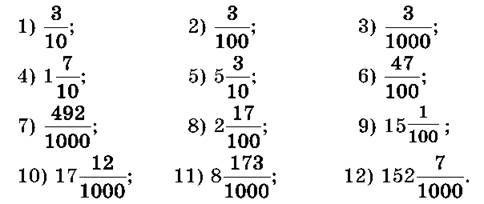 1) 3/10; 2) 3/100; 3) 3/1000;
4) 1 7/10; 5) 5 3/10; 6) 47/100;
7) 492/1000; 8) 2 17/100; 9) 15 1/100 ;
10) 17 12/1000; 11) 8 173/1000; 12) 152 7/1000.